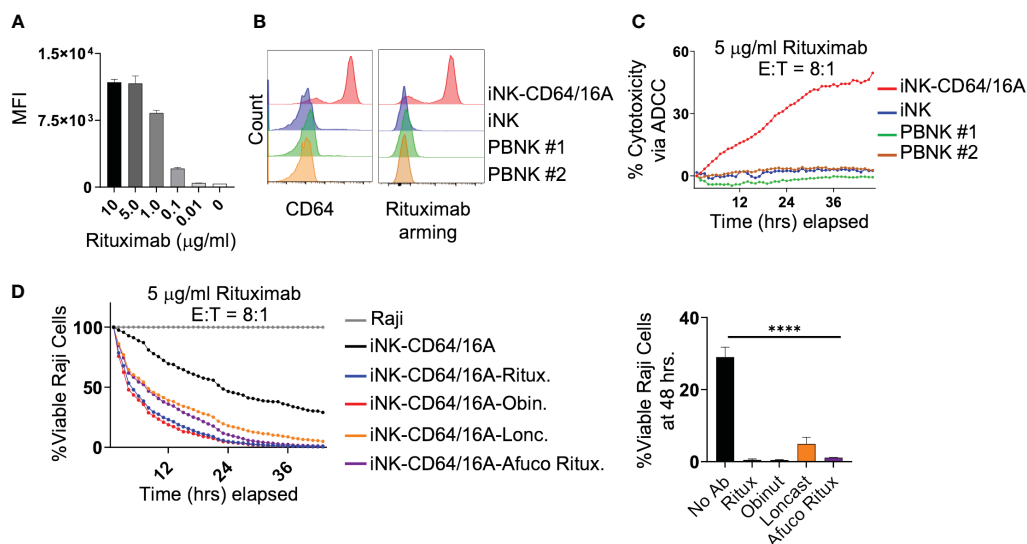 A
1.5×10⁴
7.5×10³
0
MFI
10
5.0
1.0
0.1
0.01
0
Rituximab (μg/ml)
B
Count
iNK-CD64/16A
iNK
PBNK #1
PBNK #2
CD64
Rituximab
arming
C
5 μg/ml Rituximab
E:T = 8:1
60
30
0
% Cytotoxicity
via ADCC
12
24
36
Time (hrs) elapsed
iNK-CD64/16A
iNK
PBNK #1
PBNK #2
D
5 μg/ml Rituximab
E:T = 8:1
100
50
0
%Viable Raji Cells
12
24
36
Time (hrs) elapsed
Raji
iNK-CD64/16A
iNK-CD64/16A-Ritux.
iNK-CD64/16A-Obin.
iNK-CD64/16A-Lonc.
iNK-CD64/16A-Afuco Ritux.
40
20
0
%Viable Raji Cells
at 48 hrs.
****
No Ab
Ritux
Obinut
Loncast
Afuco Ritux